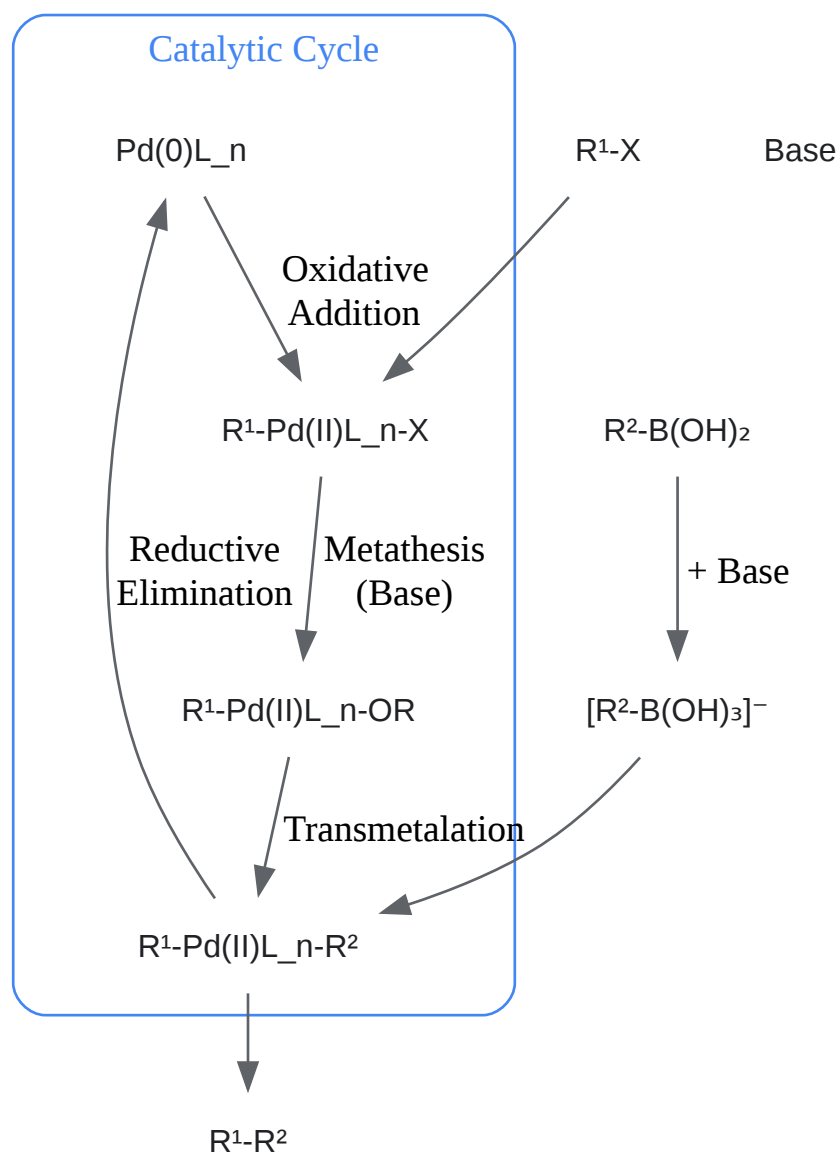 Catalytic Cycle
Pd(0)L_n
R¹-X
Base
Oxidative
Addition
R¹-Pd(II)L_n-X
R²-B(OH)₂
Reductive
Elimination
Metathesis
(Base)
+ Base
R¹-Pd(II)L_n-OR
[R²-B(OH)₃]⁻
Transmetalation
R¹-Pd(II)L_n-R²
R¹-R²